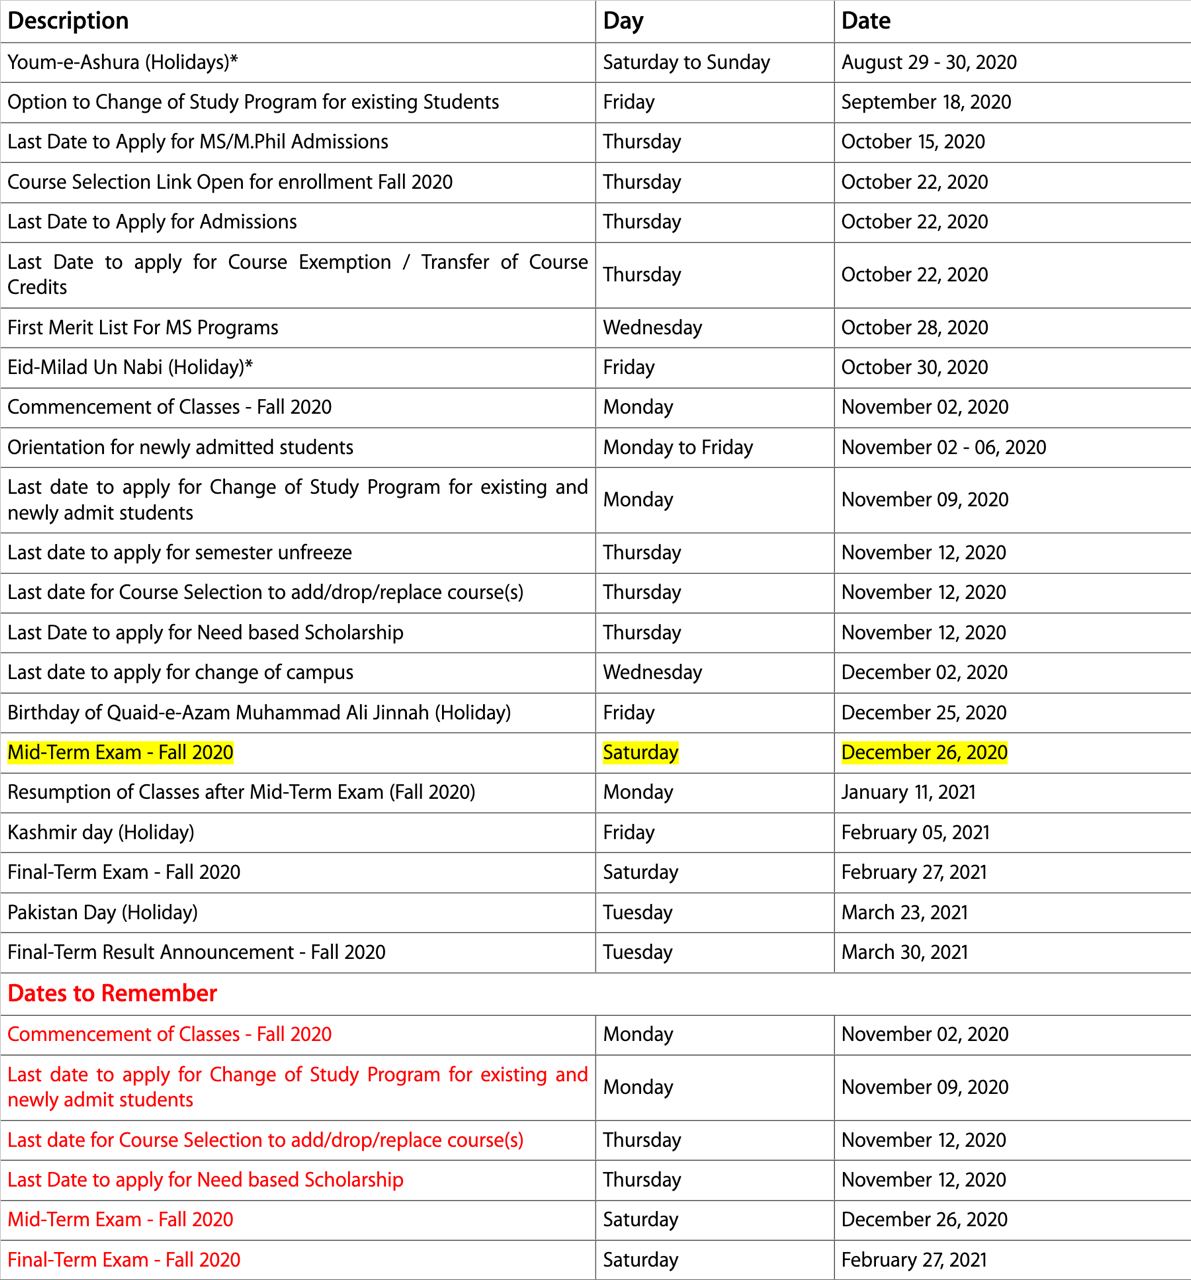 Description Day Date
Youm-e-Ashura (Holidays)* Saturday to Sunday August 29 - 30, 2020
Option to Change of Study Program for existing Students Friday September 18, 2020
Last Date to Apply for MS/M.Phil Admissions Thursday October 15, 2020
Course Selection Link Open for enrollment Fall 2020 Thursday October 22, 2020
Last Date to Apply for Admissions Thursday October 22, 2020
Last Date to apply for Course Exemption / Transfer of Course
Credits Thursday October 22, 2020
First Merit List For MS Programs Wednesday October 28, 2020
Eid-Milad Un Nabi (Holiday)* Friday October 30, 2020
Commencement of Classes - Fall 2020 Monday November 02, 2020
Orientation for newly admitted students Monday to Friday November 02 - 06, 2020
Last date to apply for Change of Study Program for existing and
newly admit students Monday November 09, 2020
Last date to apply for semester unfreeze Thursday November 12, 2020
Last date for Course Selection to add/drop/replace course(s) Thursday November 12, 2020
Last Date to apply for Need based Scholarship Thursday November 12, 2020
Last date to apply for change of campus Wednesday December 02, 2020
Birthday of Quaid-e-Azam Muhammad Ali Jinnah (Holiday) Friday December 25, 2020
Mid-Term Exam - Fall 2020 Saturday December 26, 2020
Resumption of Classes after Mid-Term Exam (Fall 2020) Monday January 11, 2021
Kashmir day (Holiday) Friday February 05, 2021
Final-Term Exam - Fall 2020 Saturday February 27, 2021
Pakistan Day (Holiday) Tuesday March 23, 2021
Final-Term Result Announcement - Fall 2020 Tuesday March 30, 2021
Dates to Remember
Commencement of Classes - Fall 2020 Monday November 02, 2020
Last date to apply for Change of Study Program for existing and
newly admit students Monday November 09, 2020
Last date for Course Selection to add/drop/replace course(s) Thursday November 12, 2020
Last Date to apply for Need based Scholarship Thursday November 12, 2020
Mid-Term Exam - Fall 2020 Saturday December 26, 2020
Final-Term Exam - Fall 2020 Saturday February 27, 2021